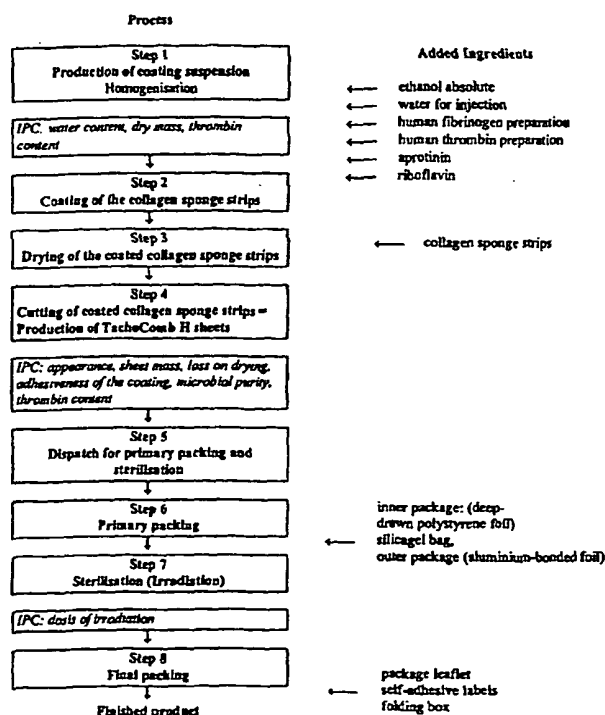 Process
Added Ingredients
Step 1
Production of coating suspension
Homogenisation
ethanol absolute
water for injection
human fibrinogen preparation
human thrombin preparation
aprotinin
riboflavin
IPC: water content, dry mass, thrombin
content
Step 2
Coating of the collagen sponge strips
Step 3
Drying of the coated collagen sponge strips
collagen sponge strips
Step 4
Cutting of coated collagen sponge strips =
Production of TachoComb H sheets
IPC: appearance, sheet mass, loss on drying,
adhesiveness of the coating, microbial purity,
thrombin content
Step 5
Dispatch for primary packing and
sterilisation
Step 6
Primary packing
inner package: (deep-
drawn polystyrene foil)
silicagel bag,
outer package (aluminium-bonded foil)
Step 7
Sterilisation (Irradiation)
IPC: dosis of irradiation
Step 8
Final packing
package leaflet
self-adhesive labels
folding box
Finished product